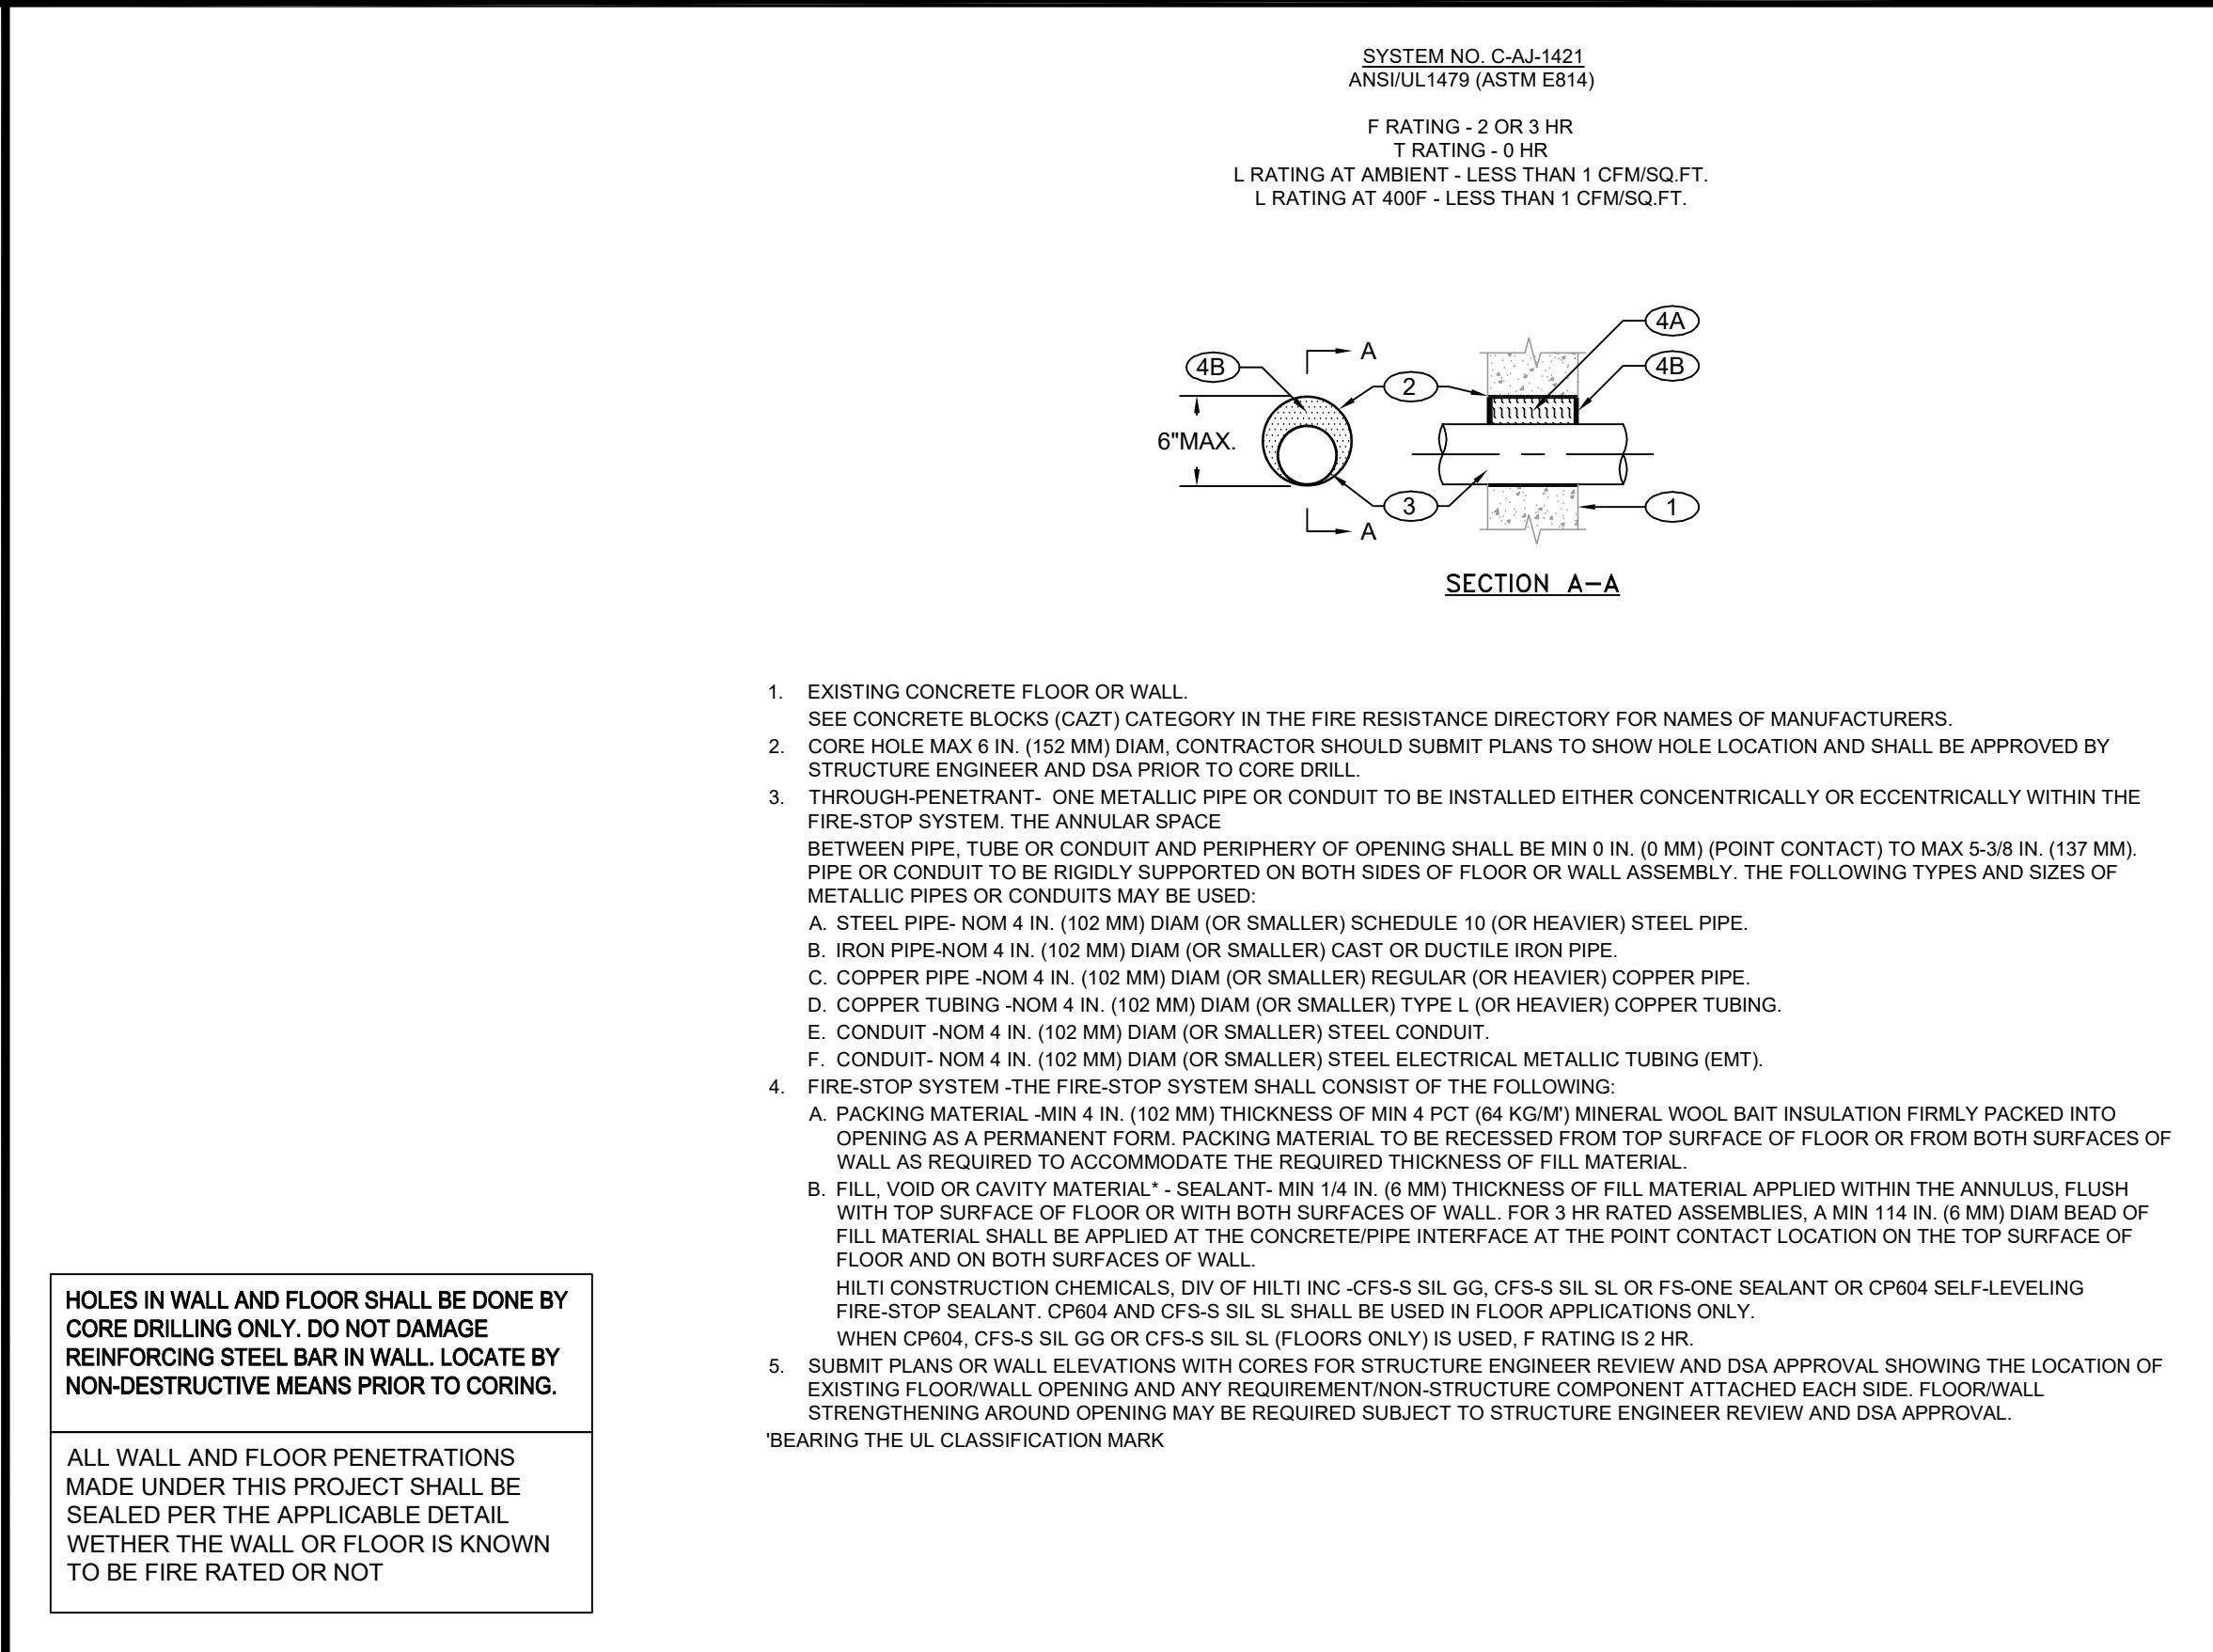 SYSTEM NO. C-AJ-1421
ANSI/UL1479 (ASTM E814)
F RATING - 2 OR 3 HR
T RATING - 0 HR
L RATING AT AMBIENT - LESS THAN 1 CFM/SQ.FT.
L RATING AT 400F - LESS THAN 1 CFM/SQ.FT.
4A
A
4B
4B
2
6"MAX.
3
1
A
SECTION A-A
1. EXISTING CONCRETE FLOOR OR WALL.
SEE CONCRETE BLOCKS (CAZT) CATEGORY IN THE FIRE RESISTANCE DIRECTORY FOR NAMES OF MANUFACTURERS.
2. CORE HOLE MAX 6 IN. (152 MM) DIAM, CONTRACTOR SHOULD SUBMIT PLANS TO SHOW HOLE LOCATION AND SHALL BE APPROVED BY
STRUCTURE ENGINEER AND DSA PRIOR TO CORE DRILL.
3. THROUGH-PENETRANT- ONE METALLIC PIPE OR CONDUIT TO BE INSTALLED EITHER CONCENTRICALLY OR ECCENTRICALLY WITHIN THE
FIRE-STOP SYSTEM. THE ANNULAR SPACE
BETWEEN PIPE, TUBE OR CONDUIT AND PERIPHERY OF OPENING SHALL BE MIN 0 IN. (0 MM) (POINT CONTACT) TO MAX 5-3/8 IN. (137 MM).
PIPE OR CONDUIT TO BE RIGIDLY SUPPORTED ON BOTH SIDES OF FLOOR OR WALL ASSEMBLY. THE FOLLOWING TYPES AND SIZES OF
METALLIC PIPES OR CONDUITS MAY BE USED:
A. STEEL PIPE- NOM 4 IN. (102 MM) DIAM (OR SMALLER) SCHEDULE 10 (OR HEAVIER) STEEL PIPE.
B. IRON PIPE-NOM 4 IN. (102 MM) DIAM (OR SMALLER) CAST OR DUCTILE IRON PIPE.
C. COPPER PIPE -NOM 4 IN. (102 MM) DIAM (OR SMALLER) REGULAR (OR HEAVIER) COPPER PIPE.
D. COPPER TUBING -NOM 4 IN. (102 MM) DIAM (OR SMALLER) TYPE L (OR HEAVIER) COPPER TUBING.
E. CONDUIT -NOM 4 IN. (102 MM) DIAM (OR SMALLER) STEEL CONDUIT.
F. CONDUIT- NOM 4 IN. (102 MM) DIAM (OR SMALLER) STEEL ELECTRICAL METALLIC TUBING (EMT).
4. FIRE-STOP SYSTEM -THE FIRE-STOP SYSTEM SHALL CONSIST OF THE FOLLOWING:
A. PACKING MATERIAL -MIN 4 IN. (102 MM) THICKNESS OF MIN 4 PCT (64 KG/M') MINERAL WOOL BAIT INSULATION FIRMLY PACKED INTO
OPENING AS A PERMANENT FORM. PACKING MATERIAL TO BE RECESSED FROM TOP SURFACE OF FLOOR OR FROM BOTH SURFACES OF
WALL AS REQUIRED TO ACCOMMODATE THE REQUIRED THICKNESS OF FILL MATERIAL.
B. FILL, VOID OR CAVITY MATERIAL* - SEALANT- MIN 1/4 IN. (6 MM) THICKNESS OF FILL MATERIAL APPLIED WITHIN THE ANNULUS, FLUSH
WITH TOP SURFACE OF FLOOR OR WITH BOTH SURFACES OF WALL. FOR 3 HR RATED ASSEMBLIES, A MIN 114 IN. (6 MM) DIAM BEAD OF
FILL MATERIAL SHALL BE APPLIED AT THE CONCRETE/PIPE INTERFACE AT THE POINT CONTACT LOCATION ON THE TOP SURFACE OF
FLOOR AND ON BOTH SURFACES OF WALL.
HILTI CONSTRUCTION CHEMICALS, DIV OF HILTI INC -CFS-S SIL GG, CFS-S SIL SL OR FS-ONE SEALANT OR CP604 SELF-LEVELING
FIRE-STOP SEALANT. CP604 AND CFS-S SIL SL SHALL BE USED IN FLOOR APPLICATIONS ONLY.
WHEN CP604, CFS-S SIL GG OR CFS-S SIL SL (FLOORS ONLY) IS USED, F RATING IS 2 HR.
5. SUBMIT PLANS OR WALL ELEVATIONS WITH CORES FOR STRUCTURE ENGINEER REVIEW AND DSA APPROVAL SHOWING THE LOCATION OF
EXISTING FLOOR/WALL OPENING AND ANY REQUIREMENT/NON-STRUCTURE COMPONENT ATTACHED EACH SIDE. FLOOR/WALL
STRENGTHENING AROUND OPENING MAY BE REQUIRED SUBJECT TO STRUCTURE ENGINEER REVIEW AND DSA APPROVAL.
'BEARING THE UL CLASSIFICATION MARK
HOLES IN WALL AND FLOOR SHALL BE DONE BY
CORE DRILLING ONLY. DO NOT DAMAGE
REINFORCING STEEL BAR IN WALL. LOCATE BY
NON-DESTRUCTIVE MEANS PRIOR TO CORING.
ALL WALL AND FLOOR PENETRATIONS
MADE UNDER THIS PROJECT SHALL BE
SEALED PER THE APPLICABLE DETAIL
WETHER THE WALL OR FLOOR IS KNOWN
TO BE FIRE RATED OR NOT